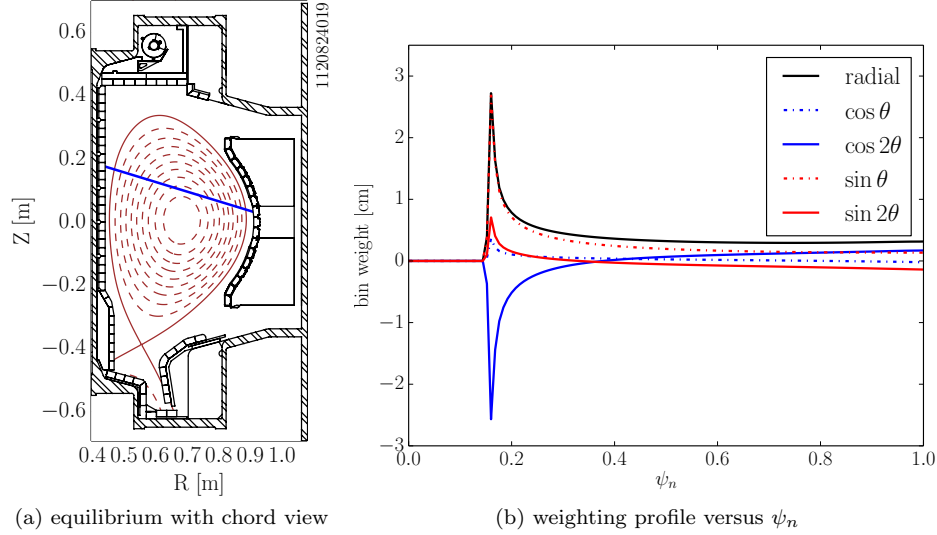 0.6
0.4
0.2
0.0
−0.2
−0.4
−0.6
Z [m]
0.4 0.5 0.6 0.7 0.8 0.9 1.0
R [m]
1120824019
(a) equilibrium with chord view
3
2
1
0
−1
−2
−3
bin weight [cm]
radial
cos θ
cos 2θ
sin θ
sin 2θ
0.0 0.2 0.4 0.6 0.8 1.0
ψn
(b) weighting profile versus ψn